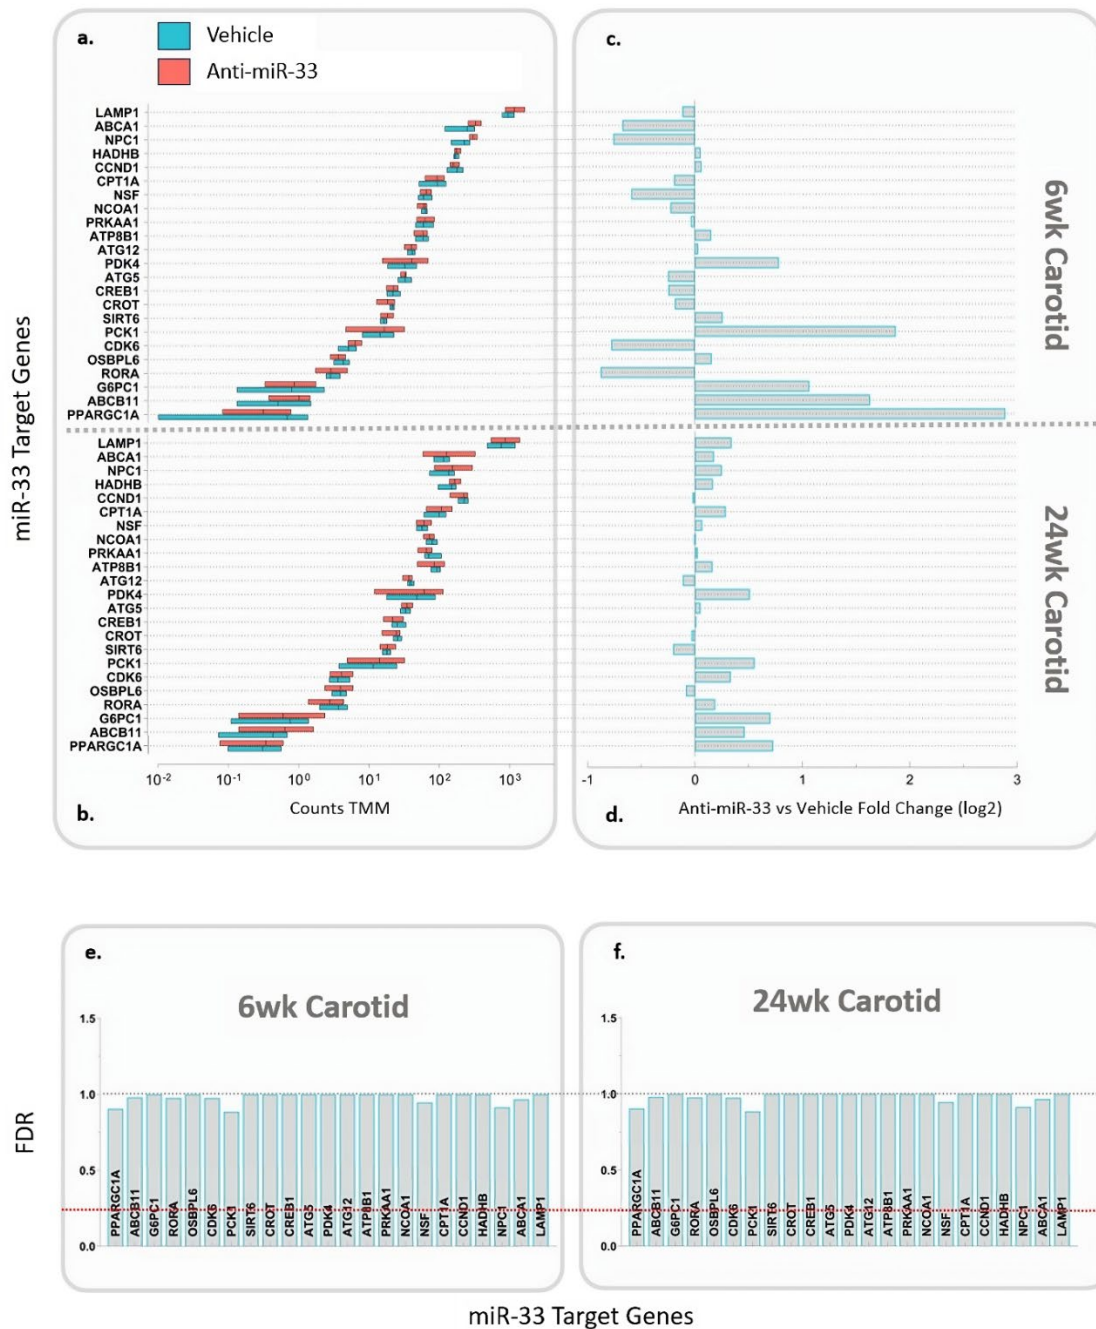 a.
Vehicle
Anti-miR-33
c.
LAMP1
ABCA1
NPC1
HADHB
CCND1
CPT1A
NSF
NCOA1
PRKAA1
ATP8B1
ATG12
PDK4
ATG5
CREB1
CROT
SIRT6
PCK1
CDK6
OSBPL6
RORA
G6PC1
ABCB11
PPARGC1A
6wk Carotid
miR-33 Target Genes
LAMP1
ABCA1
NPC1
HADHB
CCND1
CPT1A
NSF
NCOA1
PRKAA1
ATP8B1
ATG12
PDK4
ATG5
CREB1
CROT
SIRT6
PCK1
CDK6
OSBPL6
RORA
G6PC1
ABCB11
PPARGC1A
24wk Carotid
10-2 10-1 100 101 102 103
-1 0 1 2 3
b.
Counts TMM
d.
Anti-miR-33 vs Vehicle Fold Change (log2)
e.
6wk Carotid
FDR
1.5
1.0
0.5
0.0
PPARGC1A
ABCB11
G6PC1
RORA
OSBPL6
CDK6
PCK1
SIRT6
CROT
CREB1
ATG5
PDK4
ATG12
ATP8B1
PRKAA1
NCOA1
NSF
CPT1A
CCND1
HADHB
NPC1
ABCA1
LAMP1
f.
24wk Carotid
1.5
1.0
0.5
0.0
PPARGC1A
ABCB11
G6PC1
RORA
OSBPL6
CDK6
PCK1
SIRT6
CROT
CREB1
ATG5
PDK4
ATG12
ATP8B1
PRKAA1
NCOA1
NSF
CPT1A
CCND1
HADHB
NPC1
ABCA1
LAMP1
miR-33 Target Genes